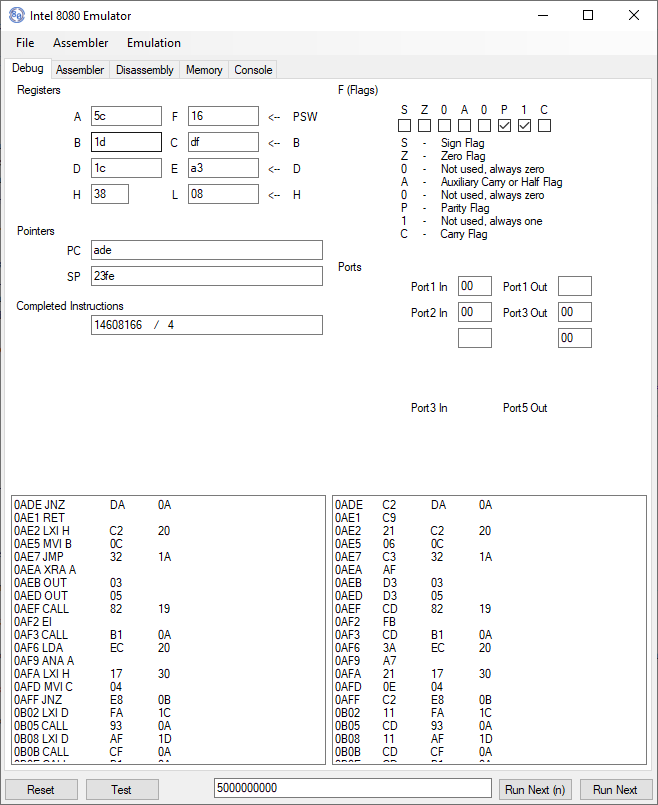 Intel 8080 Emulator
File Assembler Emulation
Debug Assembler Disassembly Memory Console
Registers
A 5c F 16 <-- PSW
B 1d C df <-- B
D 1c E a3 <-- D
H 38 L 08 <-- H
Pointers
PC ade
SP 23fe
Completed Instructions
14608166 / 4
F (Flags)
S Z 0 A 0 P 1 C
S - Sign Flag
Z - Zero Flag
0 - Not used, always zero
A - Auxiliary Carry or Half Flag
0 - Not used, always zero
P - Parity Flag
1 - Not used, always one
C - Carry Flag
Ports
Port1 In 00 Port1 Out
Port2 In 00 Port3 Out 00
00
Port3 In Port5 Out
0ADE JNZ DA 0A
0AE1 RET
0AE2 LXI H C2 20
0AE5 MVI B 0C
0AE7 JMP 32 1A
0AEA XRA A
0AEB OUT 03
0AED OUT 05
0AEF CALL 82 19
0AF2 EI
0AF3 CALL B1 0A
0AF6 LDA EC 20
0AF9 ANA A
0AFA LXI H 17 30
0AFD MVI C 04
0AFF JNZ E8 0B
0B02 LXI D FA 1C
0B05 CALL 93 0A
0B08 LXI D AF 1D
0B0B CALL CF 0A
0B0E CALL B1 0A
0ADE C2 DA 0A
0AE1 C9
0AE2 21 C2 20
0AE5 06 0C
0AE7 C3 32 1A
0AEA AF
0AEB D3 03
0AED D3 05
0AEF CD 82 19
0AF2 FB
0AF3 CD B1 0A
0AF6 3A EC 20
0AF9 A7
0AFA 21 17 30
0AFD 0E 04
0AFF C2 E8 0B
0B02 11 FA 1C
0B05 CD 93 0A
0B08 11 AF 1D
0B0B CD CF 0A
0B0E CD B1 0A
Reset Test 5000000000 Run Next (n) Run Next